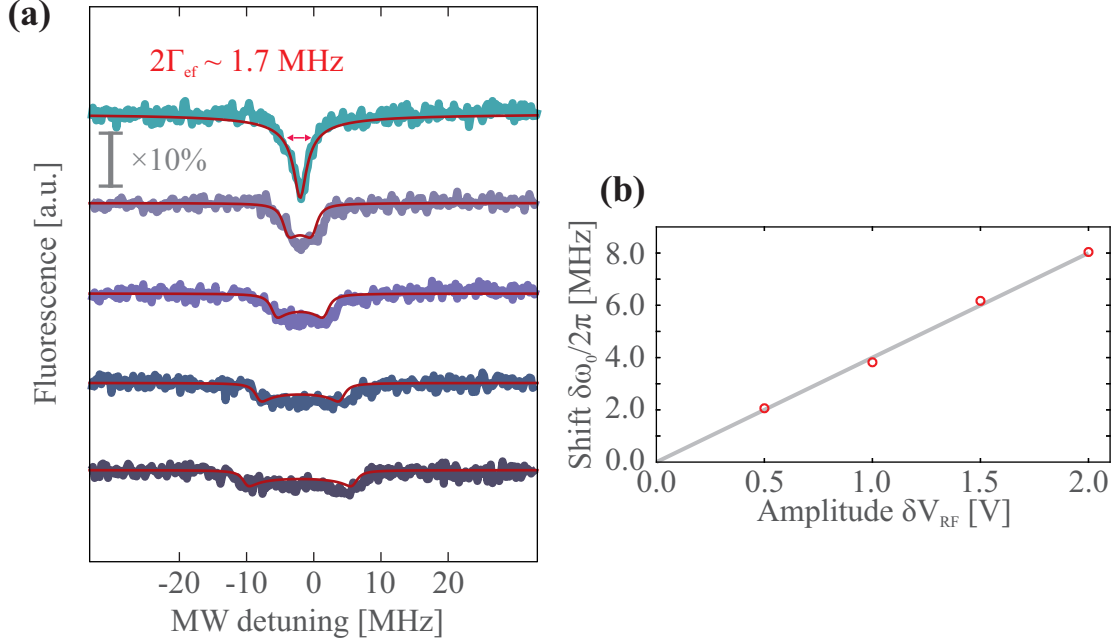 (a)
2Γef ~ 1.7 MHz
×10%
Fluorescence [a.u.]
-20 -10 0 10 20
MW detuning [MHz]
(b)
Shift δω0/2π [MHz]
8.0
6.0
4.0
2.0
0.0
0.0 0.5 1.0 1.5 2.0
Amplitude δVRF [V]